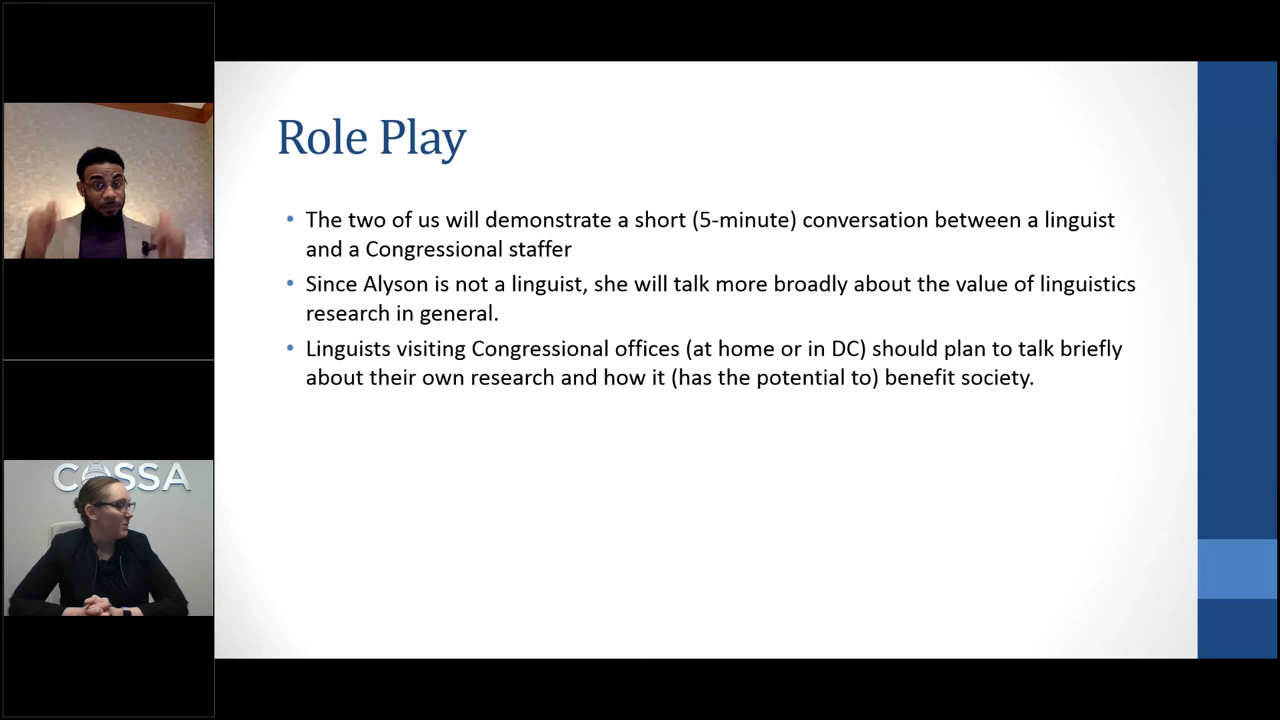 Role Play
• The two of us will demonstrate a short (5-minute) conversation between a linguist
and a Congressional staffer
• Since Alyson is not a linguist, she will talk more broadly about the value of linguistics
research in general.
• Linguists visiting Congressional offices (at home or in DC) should plan to talk briefly
about their own research and how it (has the potential to) benefit society.
COSSA